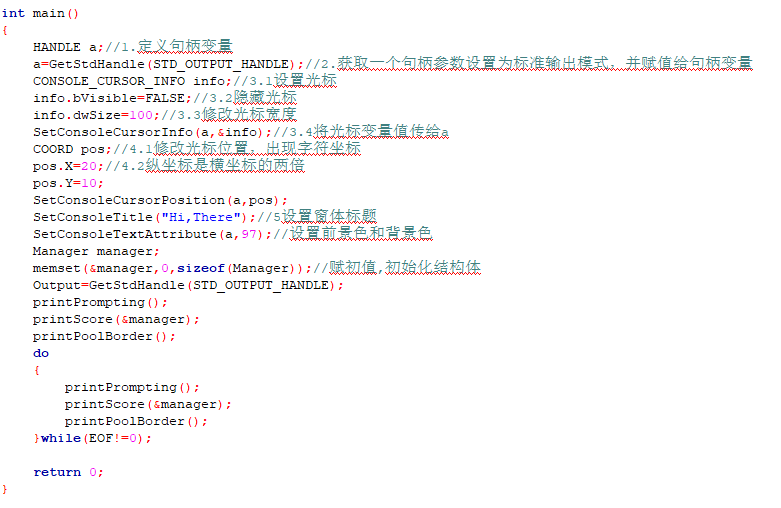 int main()
{
    HANDLE a;//1.定义句柄变量
    a=GetStdHandle(STD_OUTPUT_HANDLE);//2.获取一个句柄参数设置为标准输出模式，并赋值给句柄变量
    CONSOLE_CURSOR_INFO info;//3.1设置光标
    info.bVisible=FALSE;//3.2隐藏光标
    info.dwSize=100;//3.3修改光标宽度
    SetConsoleCursorInfo(a,&info);//3.4将光标变量值传给a
    COORD pos;//4.1修改光标位置，出现字符坐标
    pos.X=20;//4.2纵坐标是横坐标的两倍
    pos.Y=10;
    SetConsoleCursorPosition(a,pos);
    SetConsoleTitle("Hi,There");//5设置窗体标题
    SetConsoleTextAttribute(a,97);//设置前景色和背景色
    Manager manager;
    memset(&manager,0,sizeof(Manager));//赋初值,初始化结构体
    Output=GetStdHandle(STD_OUTPUT_HANDLE);
    printPrompting();
    printScore(&manager);
    printPoolBorder();
    do
    {
        printPrompting();
        printScore(&manager);
        printPoolBorder();
    }while(EOF!=0);
    return 0;
}